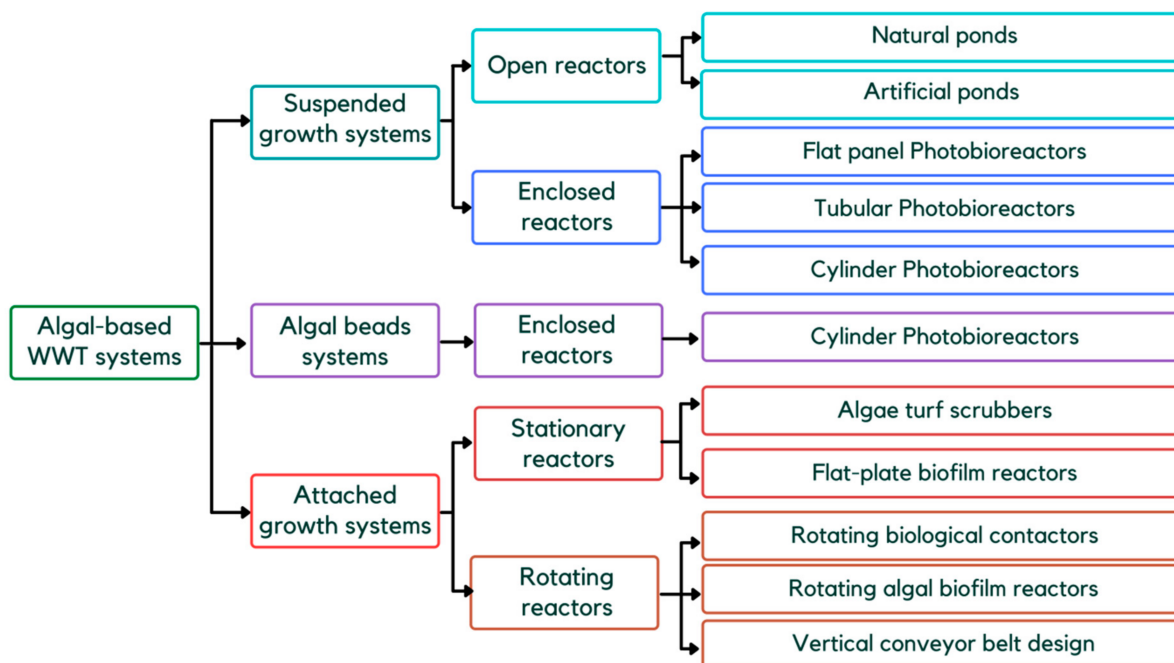 Algal-based
WWT systems
Suspended
growth systems
Open reactors
Natural ponds
Artificial ponds
Enclosed
reactors
Flat panel Photobioreactors
Tubular Photobioreactors
Cylinder Photobioreactors
Algal beads
systems
Enclosed
reactors
Cylinder Photobioreactors
Attached
growth systems
Stationary
reactors
Algae turf scrubbers
Flat-plate biofilm reactors
Rotating
reactors
Rotating biological contactors
Rotating algal biofilm reactors
Vertical conveyor belt design